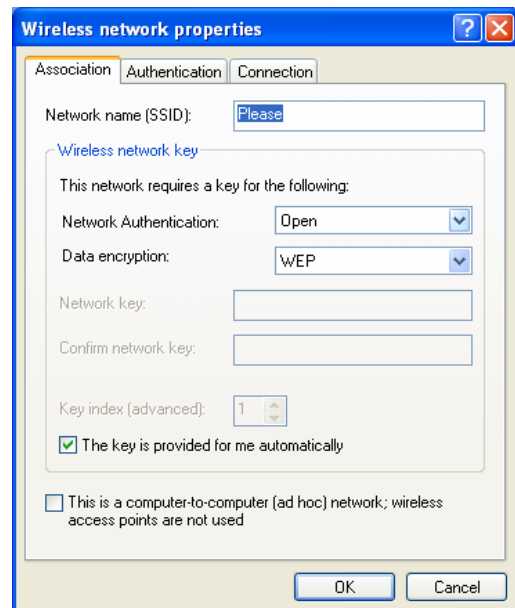 Wireless network properties
Association Authentication Connection
Network name (SSID): Please
Wireless network key
This network requires a key for the following:
Network Authentication: Open
Data encryption: WEP
Network key:
Confirm network key:
Key index (advanced): 1
The key is provided for me automatically
This is a computer-to-computer (ad hoc) network; wireless
access points are not used
OK Cancel